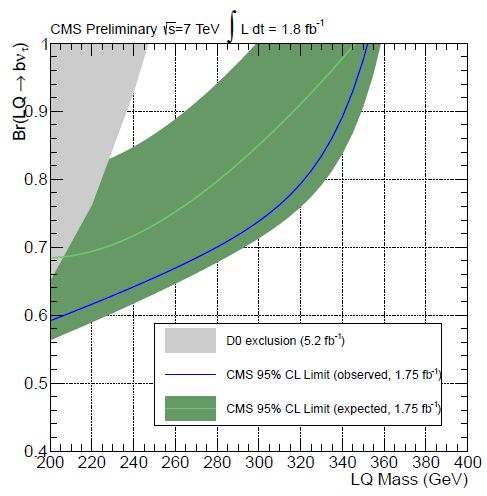 CMS Preliminary √s=7 TeV ∫ L dt = 1.8 fb⁻¹
Br(LQ → bντ)
1
0.9
0.8
0.7
0.6
0.5
0.4
D0 exclusion (5.2 fb⁻¹)
CMS 95% CL Limit (observed, 1.75 fb⁻¹)
CMS 95% CL Limit (expected, 1.75 fb⁻¹)
200 220 240 260 280 300 320 340 360 380 400
LQ Mass (GeV)